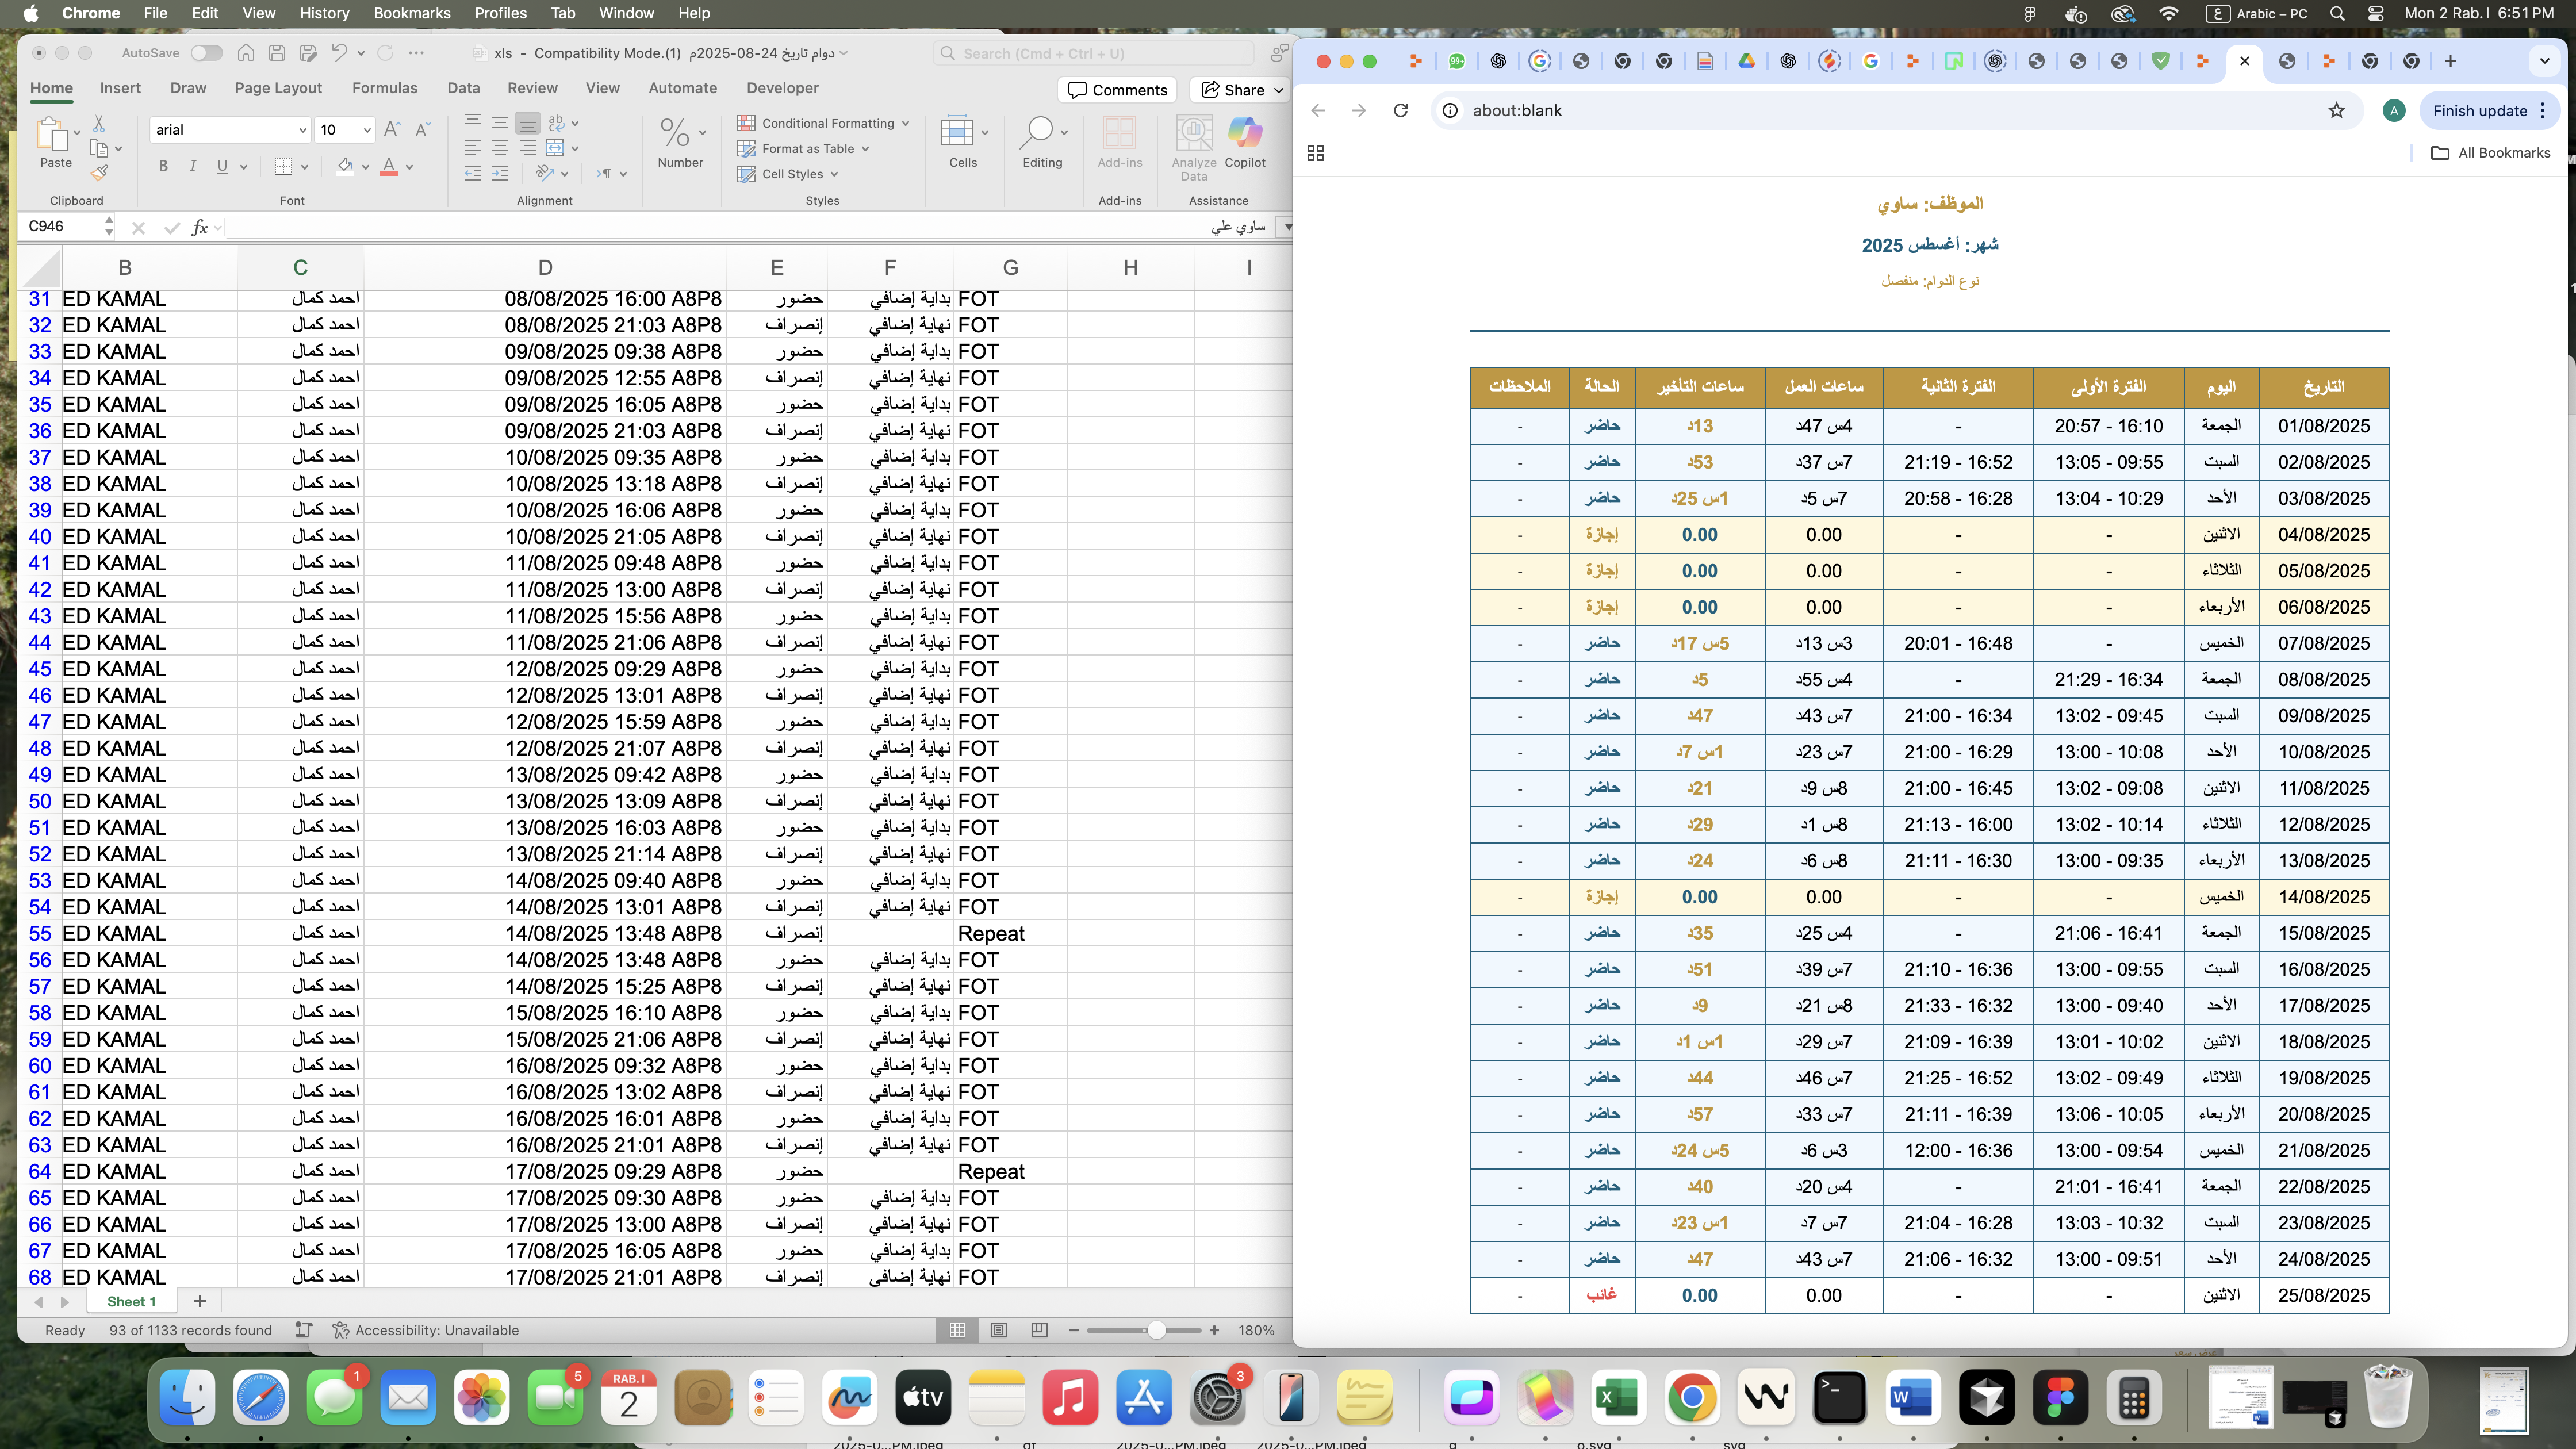 Chrome File Edit View History Bookmarks Profiles Tab Window Help
Arabic – PC
Mon 2 Rab. I 6:51 PM
AutoSave
دوام تاريخ 24-08-2025م(1).xls - Compatibility Mode
Search (Cmd + Ctrl + U)
Home Insert Draw Page Layout Formulas Data Review View Automate Developer
Comments Share
Paste
arial 10
Number
Conditional Formatting
Format as Table
Cell Styles
Cells
Editing
Add-ins
Analyze Data
Copilot
Clipboard Font Alignment Styles Add-ins Assistance
C946 fx ساوي علي
B C D E F G H I
31 ED KAMAL احمد كمال 08/08/2025 16:00 A8P8 حضور بداية إضافي FOT
32 ED KAMAL احمد كمال 08/08/2025 21:03 A8P8 إنصراف نهاية إضافي FOT
33 ED KAMAL احمد كمال 09/08/2025 09:38 A8P8 حضور بداية إضافي FOT
34 ED KAMAL احمد كمال 09/08/2025 12:55 A8P8 إنصراف نهاية إضافي FOT
35 ED KAMAL احمد كمال 09/08/2025 16:05 A8P8 حضور بداية إضافي FOT
36 ED KAMAL احمد كمال 09/08/2025 21:03 A8P8 إنصراف نهاية إضافي FOT
37 ED KAMAL احمد كمال 10/08/2025 09:35 A8P8 حضور بداية إضافي FOT
38 ED KAMAL احمد كمال 10/08/2025 13:18 A8P8 إنصراف نهاية إضافي FOT
39 ED KAMAL احمد كمال 10/08/2025 16:06 A8P8 حضور بداية إضافي FOT
40 ED KAMAL احمد كمال 10/08/2025 21:05 A8P8 إنصراف نهاية إضافي FOT
41 ED KAMAL احمد كمال 11/08/2025 09:48 A8P8 حضور بداية إضافي FOT
42 ED KAMAL احمد كمال 11/08/2025 13:00 A8P8 إنصراف نهاية إضافي FOT
43 ED KAMAL احمد كمال 11/08/2025 15:56 A8P8 حضور بداية إضافي FOT
44 ED KAMAL احمد كمال 11/08/2025 21:06 A8P8 إنصراف نهاية إضافي FOT
45 ED KAMAL احمد كمال 12/08/2025 09:29 A8P8 حضور بداية إضافي FOT
46 ED KAMAL احمد كمال 12/08/2025 13:01 A8P8 إنصراف نهاية إضافي FOT
47 ED KAMAL احمد كمال 12/08/2025 15:59 A8P8 حضور بداية إضافي FOT
48 ED KAMAL احمد كمال 12/08/2025 21:07 A8P8 إنصراف نهاية إضافي FOT
49 ED KAMAL احمد كمال 13/08/2025 09:42 A8P8 حضور بداية إضافي FOT
50 ED KAMAL احمد كمال 13/08/2025 13:09 A8P8 إنصراف نهاية إضافي FOT
51 ED KAMAL احمد كمال 13/08/2025 16:03 A8P8 حضور بداية إضافي FOT
52 ED KAMAL احمد كمال 13/08/2025 21:14 A8P8 إنصراف نهاية إضافي FOT
53 ED KAMAL احمد كمال 14/08/2025 09:40 A8P8 حضور بداية إضافي FOT
54 ED KAMAL احمد كمال 14/08/2025 13:01 A8P8 إنصراف نهاية إضافي FOT
55 ED KAMAL احمد كمال 14/08/2025 13:48 A8P8 إنصراف Repeat
56 ED KAMAL احمد كمال 14/08/2025 13:48 A8P8 حضور بداية إضافي FOT
57 ED KAMAL احمد كمال 14/08/2025 15:25 A8P8 إنصراف نهاية إضافي FOT
58 ED KAMAL احمد كمال 15/08/2025 16:10 A8P8 حضور بداية إضافي FOT
59 ED KAMAL احمد كمال 15/08/2025 21:06 A8P8 إنصراف نهاية إضافي FOT
60 ED KAMAL احمد كمال 16/08/2025 09:32 A8P8 حضور بداية إضافي FOT
61 ED KAMAL احمد كمال 16/08/2025 13:02 A8P8 إنصراف نهاية إضافي FOT
62 ED KAMAL احمد كمال 16/08/2025 16:01 A8P8 حضور بداية إضافي FOT
63 ED KAMAL احمد كمال 16/08/2025 21:01 A8P8 إنصراف نهاية إضافي FOT
64 ED KAMAL احمد كمال 17/08/2025 09:29 A8P8 حضور Repeat
65 ED KAMAL احمد كمال 17/08/2025 09:30 A8P8 حضور بداية إضافي FOT
66 ED KAMAL احمد كمال 17/08/2025 13:00 A8P8 إنصراف نهاية إضافي FOT
67 ED KAMAL احمد كمال 17/08/2025 16:05 A8P8 حضور بداية إضافي FOT
68 ED KAMAL احمد كمال 17/08/2025 21:01 A8P8 إنصراف نهاية إضافي FOT
Sheet 1
Ready 93 of 1133 records found Accessibility: Unavailable 180%
about:blank
A
Finish update
All Bookmarks
الموظف: ساوي
شهر: أغسطس 2025
نوع الدوام: منفصل
التاريخ اليوم الفترة الأولى الفترة الثانية ساعات العمل ساعات التأخير الحالة الملاحظات
01/08/2025 الجمعة 16:10 - 20:57 - 4س 47د 13د حاضر -
02/08/2025 السبت 09:55 - 13:05 16:52 - 21:19 7س 37د 53د حاضر -
03/08/2025 الأحد 10:29 - 13:04 16:28 - 20:58 7س 5د 1س 25د حاضر -
04/08/2025 الاثنين - - 0.00 0.00 إجازة -
05/08/2025 الثلاثاء - - 0.00 0.00 إجازة -
06/08/2025 الأربعاء - - 0.00 0.00 إجازة -
07/08/2025 الخميس - 16:48 - 20:01 3س 13د 5س 17د حاضر -
08/08/2025 الجمعة 16:34 - 21:29 - 4س 55د 5د حاضر -
09/08/2025 السبت 09:45 - 13:02 16:34 - 21:00 7س 43د 47د حاضر -
10/08/2025 الأحد 10:08 - 13:00 16:29 - 21:00 7س 23د 1س 7د حاضر -
11/08/2025 الاثنين 09:08 - 13:02 16:45 - 21:00 8س 9د 21د حاضر -
12/08/2025 الثلاثاء 10:14 - 13:02 16:00 - 21:13 8س 1د 29د حاضر -
13/08/2025 الأربعاء 09:35 - 13:00 16:30 - 21:11 8س 6د 24د حاضر -
14/08/2025 الخميس - - 0.00 0.00 إجازة -
15/08/2025 الجمعة 16:41 - 21:06 - 4س 25د 35د حاضر -
16/08/2025 السبت 09:55 - 13:00 16:36 - 21:10 7س 39د 51د حاضر -
17/08/2025 الأحد 09:40 - 13:00 16:32 - 21:33 8س 21د 9د حاضر -
18/08/2025 الاثنين 10:02 - 13:01 16:39 - 21:09 7س 29د 1س 1د حاضر -
19/08/2025 الثلاثاء 09:49 - 13:02 16:52 - 21:25 7س 46د 44د حاضر -
20/08/2025 الأربعاء 10:05 - 13:06 16:39 - 21:11 7س 33د 57د حاضر -
21/08/2025 الخميس 09:54 - 13:00 16:36 - 12:00 3س 6د 5س 24د حاضر -
22/08/2025 الجمعة 16:41 - 21:01 - 4س 20د 40د حاضر -
23/08/2025 السبت 10:32 - 13:03 16:28 - 21:04 7س 7د 1س 23د حاضر -
24/08/2025 الأحد 09:51 - 13:00 16:32 - 21:06 7س 43د 47د حاضر -
25/08/2025 الاثنين - - 0.00 0.00 غائب -
1 5 RAB. I 2 tv 3